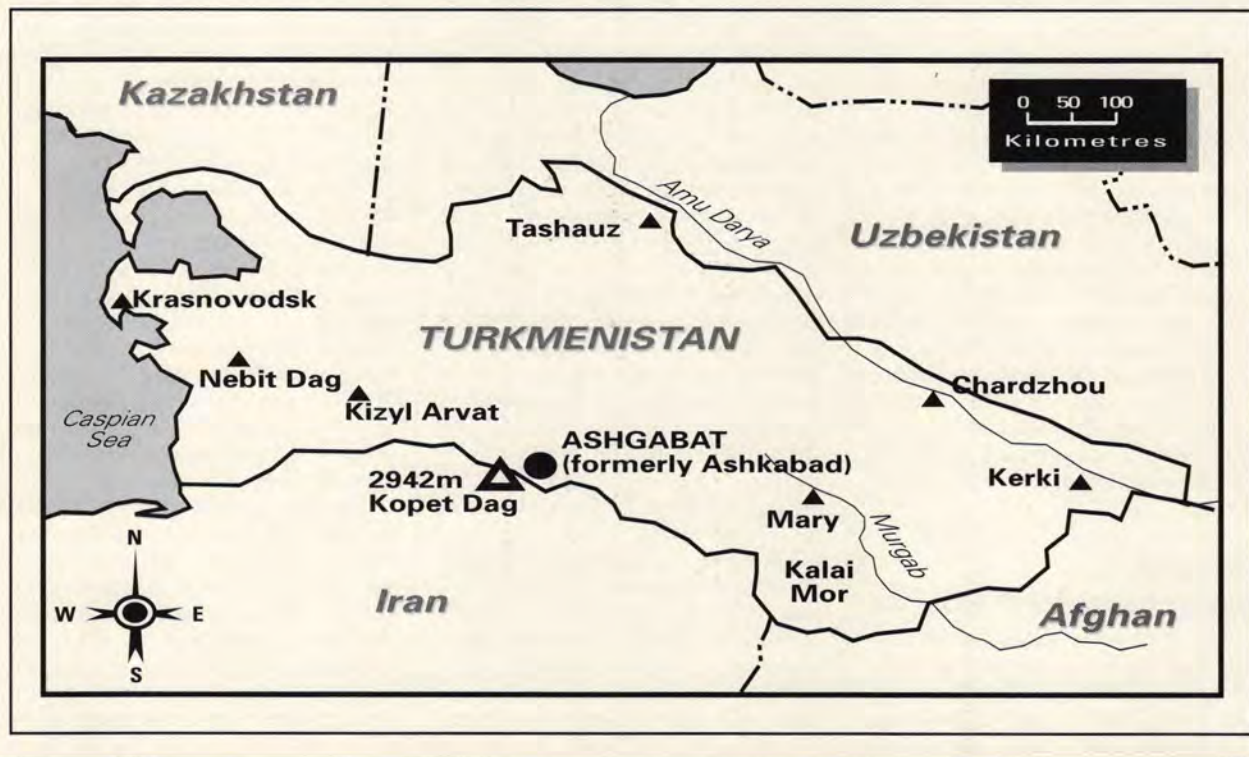 Kazakhstan
0 50 100
Kilometres
Amu Darya
Tashauz
Uzbekistan
Krasnovodsk
TURKMENISTAN
Nebit Dag
Kizyl Arvat
Chardzhou
Caspian
Sea
ASHGABAT
(formerly Ashkabad)
2942m
Kopet Dag
Kerki
Mary
Murgab
Kalai
Mor
N
W E
S
Iran
Afghan